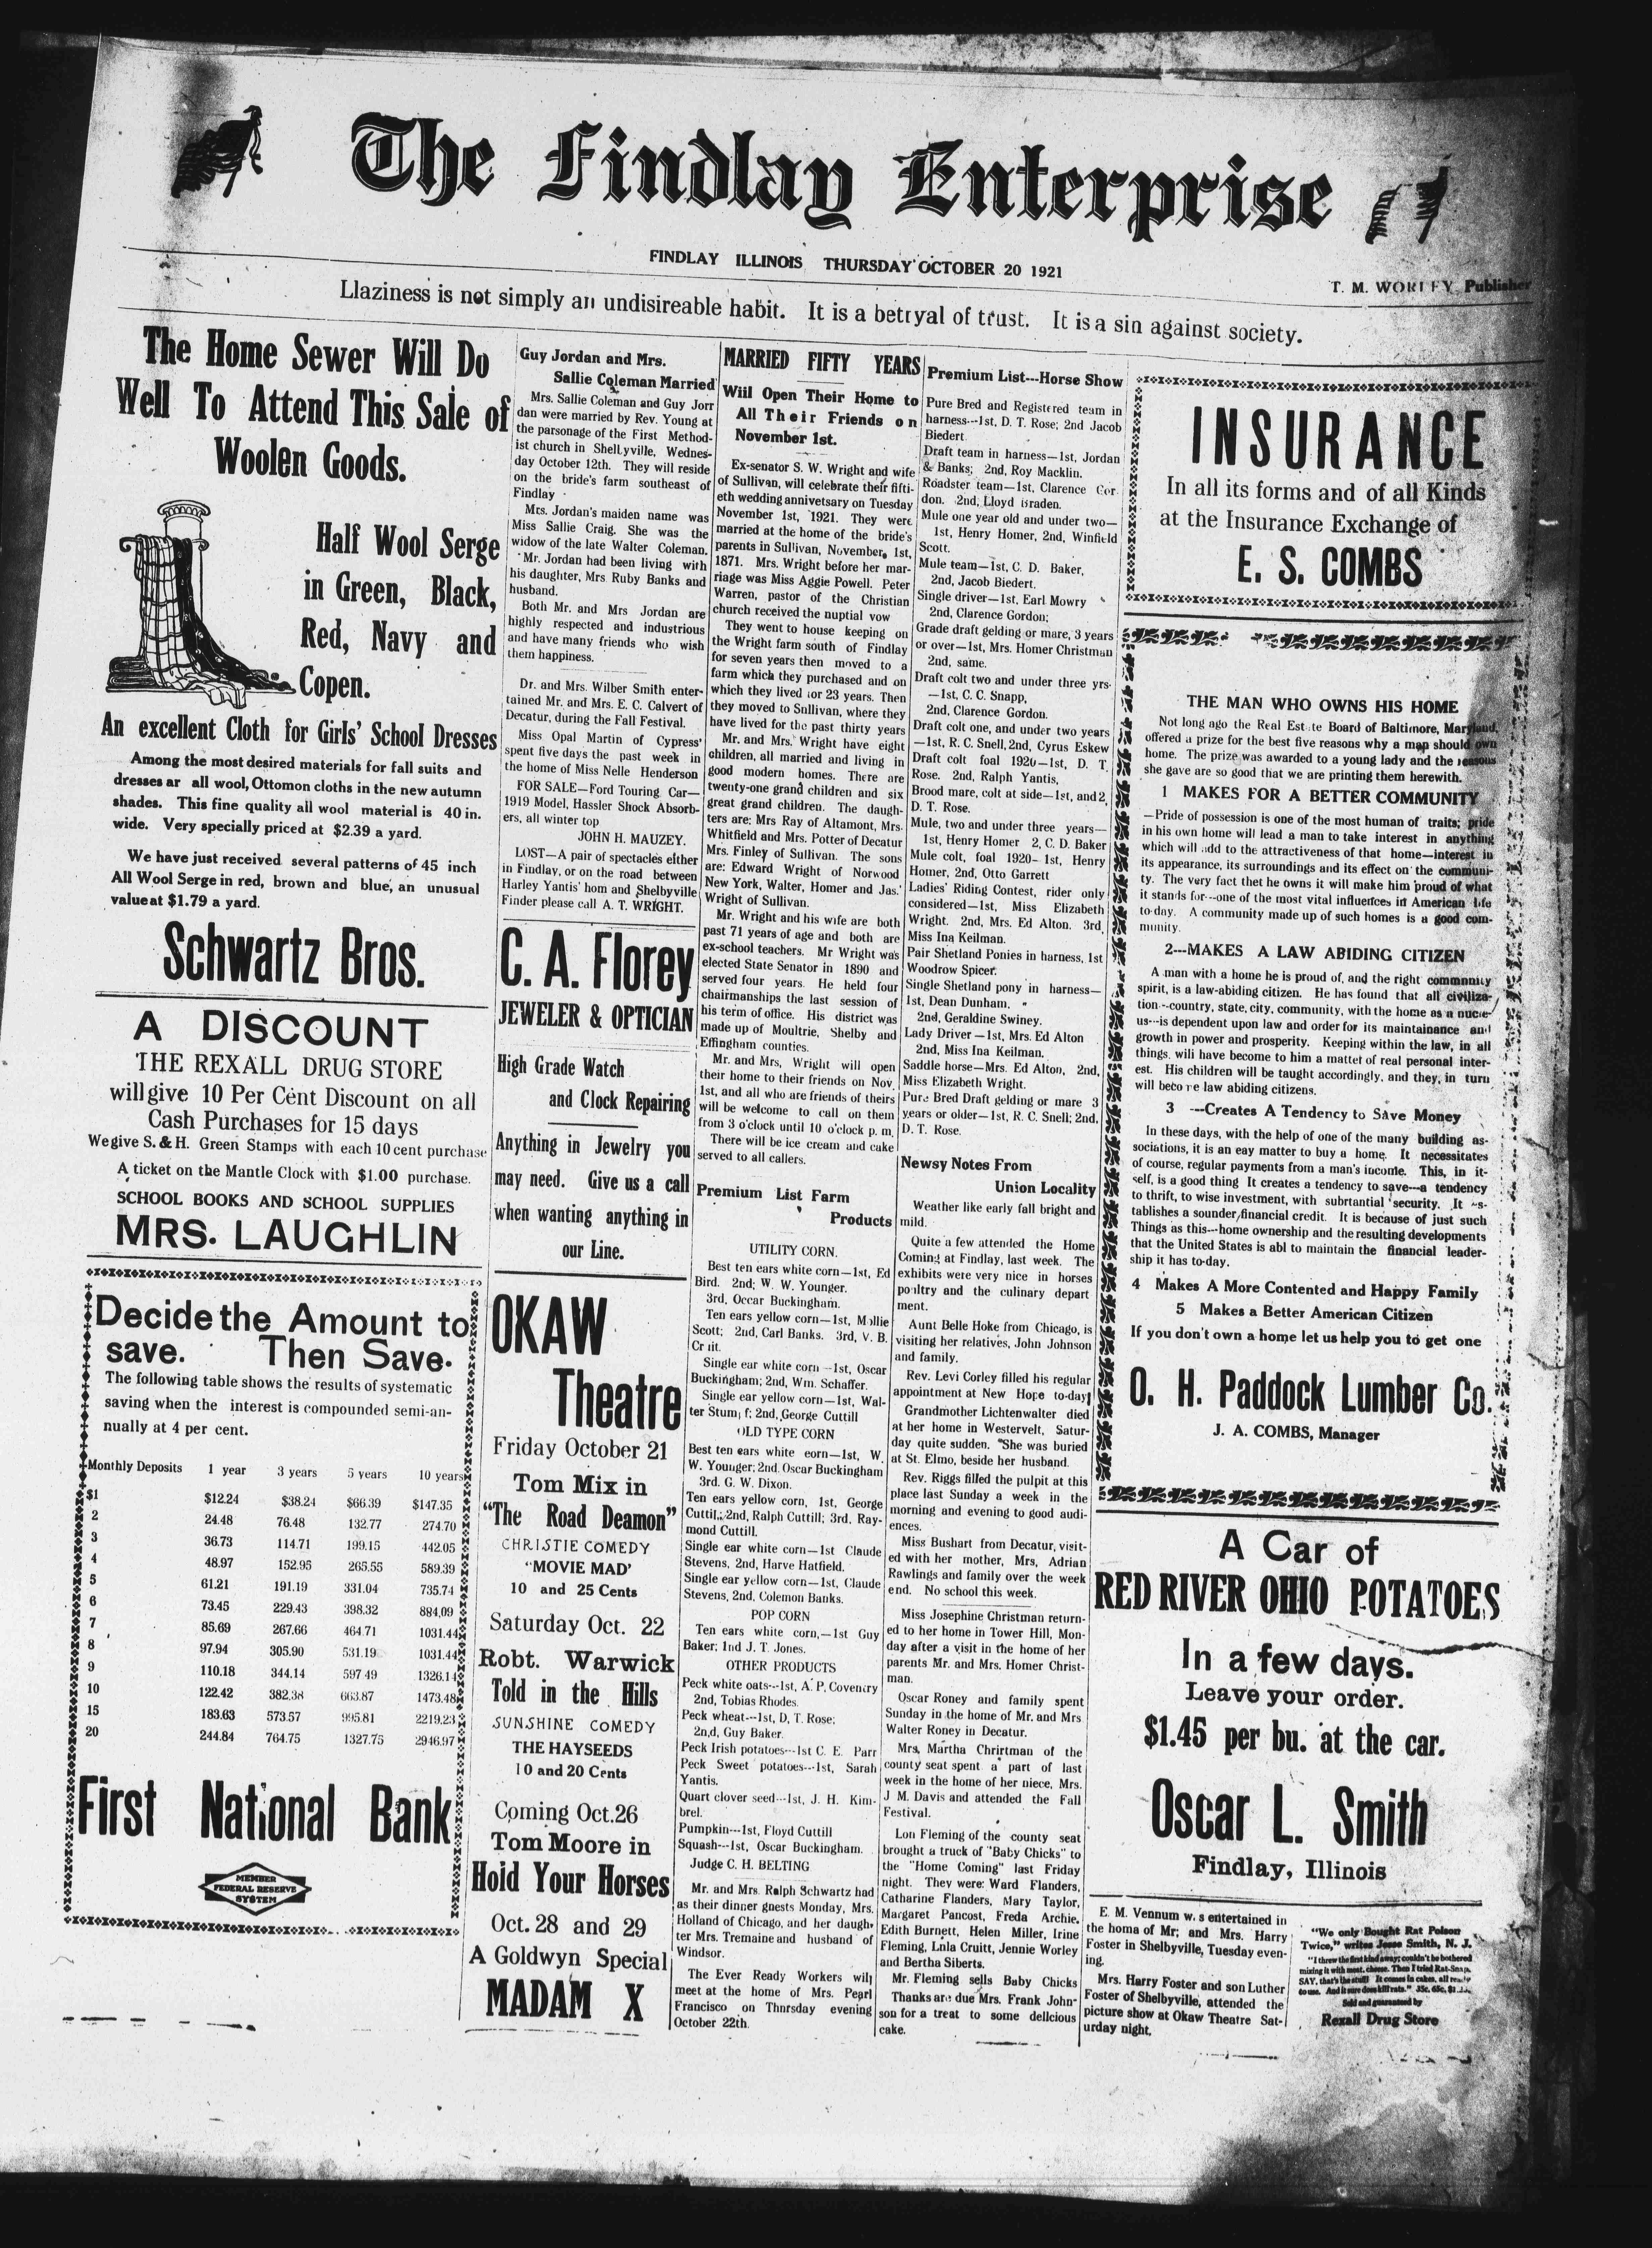 The Findlay Enterprise
FINDLAY ILLINOIS THURSDAY OCTOBER 20 1921
T. M. WORLEY Publisher
Llaziness is not simply an undisireable habit. It is a betryal of trust. It is a sin against society.
The Home Sewer Will Do
Well To Attend This Sale of
Woolen Goods.
Half Wool Serge
in Green, Black,
Red, Navy and
Copen.
An excellent Cloth for Girls' School Dresses
Among the most desired materials for fall suits and
dresses ar all wool, Ottomon cloths in the new autumn
shades. This fine quality all wool material is 40 in.
wide. Very specially priced at $2.39 a yard.
We have just received several patterns of 45 inch
All Wool Serge in red, brown and blue, an unusual
value at $1.79 a yard.
Schwartz Bros.
A DISCOUNT
THE REXALL DRUG STORE
will give 10 Per Cent Discount on all
Cash Purchases for 15 days
We give S. & H. Green Stamps with each 10 cent purchase
A ticket on the Mantle Clock with $1.00 purchase.
SCHOOL BOOKS AND SCHOOL SUPPLIES
MRS. LAUGHLIN
Decide the Amount to
save. Then Save.
The following table shows the results of systematic
saving when the interest is compounded semi-an-
nually at 4 per cent.
Monthly Deposits 1 year 3 years 5 years 10 years
$1 $12.24 $38.24 $66.39 $147.35
2 24.48 76.48 132.77 274.70
3 36.73 114.71 199.15 442.05
4 48.97 152.95 265.55 589.39
5 61.21 191.19 331.04 735.74
6 73.45 229.43 398.32 884.09
7 85.69 267.66 464.71 1031.44
8 97.94 305.90 531.19 1031.44
9 110.18 344.14 597 49 1326.14
10 122.42 382.38 663.87 1473.48
15 183.63 573.57 995.81 2219.23
20 244.84 764.75 1327.75 2946.97
First National Bank
MEMBER
FEDERAL RESERVE
SYSTEM
Guy Jordan and Mrs.
Sallie Coleman Married
Mrs. Sallie Coleman and Guy Jorr
dan were married by Rev. Young at
the parsonage of the First Method-
ist church in Shellyville, Wednes-
day October 12th. They will reside
on the bride's farm southeast of
Findlay
Mrs. Jordan's maiden name was
Miss Sallie Craig. She was the
widow of the late Walter Coleman.
Mr. Jordan had been living with
his daughter, Mrs Ruby Banks and
husband.
Both Mr. and Mrs Jordan are
highly respected and industrious
and have many friends who wish
them happiness.
Dr. and Mrs. Wilber Smith enter-
tained Mr. and Mrs. E. C. Calvert of
Decatur, during the Fall Festival.
Miss Opal Martin of Cypress'
spent five days the past week in
the home of Miss Nelle Henderson
FOR SALE—Ford Touring Car—
1919 Model, Hassler Shock Absorb-
ers, all winter top
JOHN H. MAUZEY.
LOST—A pair of spectacles either
in Findlay, or on the road between
Harley Yantis' hom and Shelbyville
Finder please call A. T. WRIGHT.
C. A. Florey
JEWELER & OPTICIAN
High Grade Watch
and Clock Repairing
Anything in Jewelry you
may need. Give us a call
when wanting anything in
our Line.
OKAW
Theatre
Friday October 21
Tom Mix in
"The Road Deamon"
CHRISTIE COMEDY
"MOVIE MAD'
10 and 25 Cents
Saturday Oct. 22
Robt. Warwick
Told in the Hills
SUNSHINE COMEDY
THE HAYSEEDS
10 and 20 Cents
Coming Oct.26
Tom Moore in
Hold Your Horses
Oct. 28 and 29
A Goldwyn Special
MADAM X
MARRIED FIFTY YEARS
Wiil Open Their Home to
All Their Friends on
November 1st.
Ex-senator S. W. Wright and wife
of Sullivan, will celebrate their fifti-
eth wedding annivetsary on Tuesday
November 1st, 1921. They were
married at the home of the bride's
parents in Sullivan, November, 1st,
1871. Mrs. Wright before her mar-
riage was Miss Aggie Powell. Peter
Warren, pastor of the Christian
church received the nuptial vow
They went to house keeping on
the Wright farm south of Findlay
for seven years then moved to a
farm which they purchased and on
which they lived for 23 years. Then
they moved to Snllivan, where they
have lived for the past thirty years
Mr. and Mrs. Wright have eight
children, all married and living in
good modern homes. There are
twenty-one grand children and six
great grand children. The daugh-
ters are: Mrs Ray of Altamont, Mrs.
Whitfield and Mrs. Potter of Decatur
Mrs. Finley of Sullivan. The sons
are: Edward Wright of Norwood
New York, Walter, Homer and Jas.
Wright of Sullivan.
Mr. Wright and his wife are both
past 71 years of age and both are
ex-school teachers. Mr Wright was
elected State Senator in 1890 and
served four years. He held four
chairmanships the last session of
his term of office. His district was
made up of Moultrie, Shelby and
Effingham counties.
Mr. and Mrs, Wright will open
their home to their friends on Nov.
1st, and all who are friends of theirs
will be welcome to call on them
from 3 o'clock until 10 o'clock p. m.
There will be ice cream and cake
served to all callers.
Premium List Farm
Products
UTILITY CORN.
Best ten ears white corn—1st, Ed
Bird. 2nd; W. W. Younger.
3rd, Occar Buckingham.
Ten ears yellow corn—1st, Mollie
Scott; 2nd, Carl Banks. 3rd, V. B.
Cr iit.
Single ear white corn —1st, Oscar
Buckingham; 2nd, Wm. Schaffer.
Single ear yellow corn—1st, Wal-
ter Stumpf; 2nd, George Cuttill
OLD TYPE CORN
Best ten ears white eorn—1st, W.
W. Younger; 2nd. Oscar Buckingham
3rd. G. W. Dixon.
Ten ears yellow corn, 1st, George
Cuttil,; 2nd, Ralph Cuttill; 3rd, Ray-
mond Cuttill.
Single ear white corn—1st Claude
Stevens, 2nd, Harve Hatfield.
Single ear yellow corn—1st, Claude
Stevens, 2nd, Colemon Banks.
POP CORN
Ten ears white corn,—1st Guy
Baker; Ind J. T. Jones.
OTHER PRODUCTS
Peck white oats---1st, A. P. Coventry
2nd, Tobias Rhodes.
Peck wheat---1st, D, T. Rose;
2n,d, Guy Baker.
Peck Irish potatoes---1st C. E. Parr
Peck Sweet potatoes---1st, Sarah
Yantis.
Quart clover seed---1st, J. H. Kim-
brel.
Pumpkin---1st, Floyd Cuttill
Squash---1st, Oscar Buckingham.
Judge C. H. BELTING
Mr. and Mrs. Ralph Schwartz had
as their dinner gnests Monday, Mrs.
Holland of Chicago, and her daugh-
ter Mrs. Tremaine and husband of
Windsor.
The Ever Ready Workers will
meet at the home of Mrs. Pearl
Francisco on Thnrsday evening
October 22th.
Premium List---Horse Show
Pure Bred and Registered team in
harness---1st, D. T. Rose; 2nd Jacob
Biedert.
Draft team in harness—1st, Jordan
& Banks; 2nd, Roy Macklin.
Roadster team—1st, Clarence Gor
don. 2nd, Lloyd Braden.
Mule one year old and under two—
1st, Henry Homer, 2nd, Winfield
Scott.
Mule team—1st, C. D. Baker,
2nd, Jacob Biedert.
Single driver—1st, Earl Mowry
2nd, Clarence Gordon;
Grade draft gelding or mare, 3 years
or over—1st, Mrs. Homer Christman
2nd, same.
Draft colt two and under three yrs-
—1st, C. C. Snapp,
2nd, Clarence Gordon.
Draft colt one, and under two years
—1st, R. C. Snell, 2nd, Cyrus Eskew
Draft colt foal 1920—1st, D. T.
Rose. 2nd, Ralph Yantis,
Brood mare, colt at side—1st, and 2,
D. T. Rose.
Mule, two and under three years—
1st, Henry Homer 2, C. D. Baker
Mule colt, foal 1920- 1st, Henry
Homer, 2nd, Otto Garrett
Ladies' Riding Contest, rider only
considered—1st, Miss Elizabeth
Wright. 2nd, Mrs. Ed Alton. 3rd,
Miss Ina Keilman.
Pair Shetland Ponies in harness, 1st
Woodrow Spicer.
Single Shetland pony in harness—
1st, Dean Dunham.
2nd, Geraldine Swiney.
Lady Driver—1st, Mrs. Ed Alton
2nd, Miss Ina Keilman.
Saddle horse—Mrs. Ed Alton, 2nd,
Miss Elizabeth Wright.
Pure Bred Draft gelding or mare 3
years or older—1st, R. C. Snell; 2nd,
D. T. Rose.
Newsy Notes From
Union Locality
Weather like early fall bright and
mild.
Quite a few attended the Home
Coming at Findlay, last week. The
exhibits were very nice in horses
poultry and the culinary depart
ment.
Aunt Belle Hoke from Chicago, is
visiting her relatives, John Johnson
and family.
Rev. Levi Corley filled his regular
appointment at New Hope to-day
Grandmother Lichtenwalter died
at her home in Westervelt, Satur-
day quite sudden. She was buried
at St. Elmo, beside her husband.
Rev. Riggs filled the pulpit at this
place last Sunday a week in the
morning and evening to good audi-
ences.
Miss Bushart from Decatur, visit-
ed with her mother, Mrs, Adrian
Rawlings and family over the week
end. No school this week.
Miss Josephine Christman return-
ed to her home in Tower Hill, Mon-
day after a visit in the home of her
parents Mr. and Mrs. Homer Christ-
man.
Oscar Roney and family spent
Sunday in the home of Mr. and Mrs
Walter Roney in Decatur.
Mrs, Martha Chrirtman of the
county seat spent a part of last
week in the home of her niece, Mrs.
J M. Davis and attended the Fall
Festival.
Lon Fleming of the county seat
brought a truck of "Baby Chicks" to
the "Home Coming" last Friday
night. They were: Ward Flanders,
Catharine Flanders, Mary Taylor,
Margaret Pancost, Freda Archie,
Edith Burnett, Helen Miller, Irine
Fleming, Lnla Cruitt, Jennie Worley
and Bertha Siberts.
Mr. Fleming sells Baby Chicks
Thanks are due Mrs. Frank John-
son for a treat to some delicious
cake.
INSURANCE
In all its forms and of all Kinds
at the Insurance Exchange of
E. S. COMBS
THE MAN WHO OWNS HIS HOME
Not long ago the Real Estate Board of Baltimore, Maryland,
offered a prize for the best five reasons why a man should own
home. The prize was awarded to a young lady and the reasons
she gave are so good that we are printing them herewith.
1 MAKES FOR A BETTER COMMUNITY
—Pride of possession is one of the most human of traits; pride
in his own home will lead a man to take interest in anything
which will add to the attractiveness of that home—interest in
its appearance, its surroundings and its effect on the communi-
ty. The very fact thet he owns it will make him proud of what
it stands for---one of the most vital influences in American life
to-day. A community made up of such homes is a good com-
munity.
2---MAKES A LAW ABIDING CITIZEN
A man with a home he is proud of, and the right commnity
spirit, is a law-abiding citizen. He has found that all civiliza-
tion--country, state, city, community, with the home as a nucle-
us---is dependent upon law and order for its maintainance and
growth in power and prosperity. Keeping within the law, in all
things, will have become to him a mattet of real personal inter-
est. His children will be taught accordingly, and they, in turn
will become law abiding citizens.
3 ---Creates A Tendency to Save Money
In these days, with the help of one of the many building as-
sociations, it is an eay matter to buy a home. It necessitates
of course, regular payments from a man's income. This, in it-
self, is a good thing It creates a tendency to save---a tendency
to thrift, to wise investment, with subrtantial security. It es-
tablishes a sounder financial credit. It is because of just such
Things as this---home ownership and the resulting developments
that the United States is abl to maintain the financial leader-
ship it has to-day.
4 Makes A More Contented and Happy Family
5 Makes a Better American Citizen
If you don't own a home let us help you to get one
O. H. Paddock Lumber Co.
J. A. COMBS, Manager
A Car of
RED RIVER OHIO POTATOES
In a few days.
Leave your order.
$1.45 per bu. at the car.
Oscar L. Smith
Findlay, Illinois
E. M. Vennum w.s entertained in
the homa of Mr; and Mrs. Harry
Foster in Shelbyville, Tuesday even-
ing.
Mrs. Harry Foster and son Luther
Foster of Shelbyville, attended the
picture show at Okaw Theatre Sat-
urday night.
"We only Bought Rat Poison
Twice," writes Jesse Smith, N. J.
"I threw the first kind away; couldn't be bothered
mixing it with meat, cheese. Then I tried Rat-Snap,
SAY, that's the stuff! It comes in cakes, all ready
to use. And it sure does kill rats." 35c, 65c,
Sold and guaranteed by
Rexall Drug Store